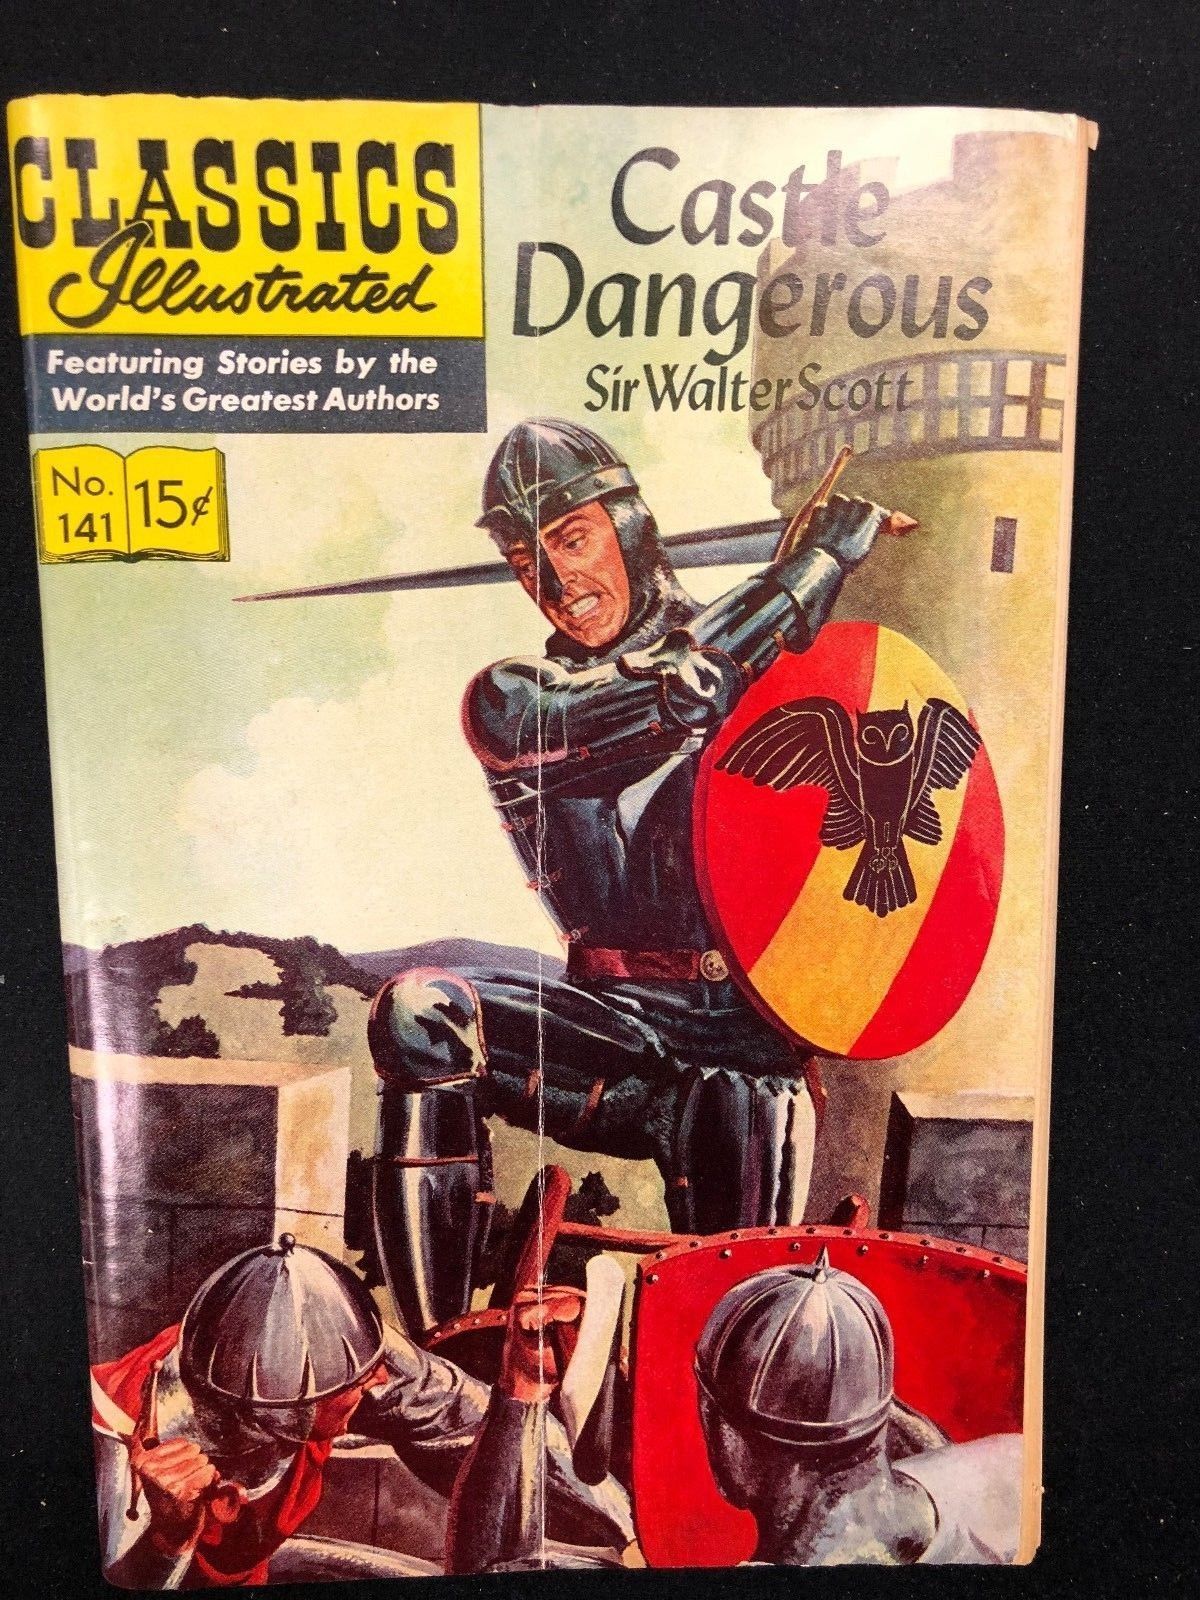 CLASSICS
Illustrated
Featuring Stories by the
World's Greatest Authors
No.
141
15¢
Castle
Dangerous
Sir Walter Scott